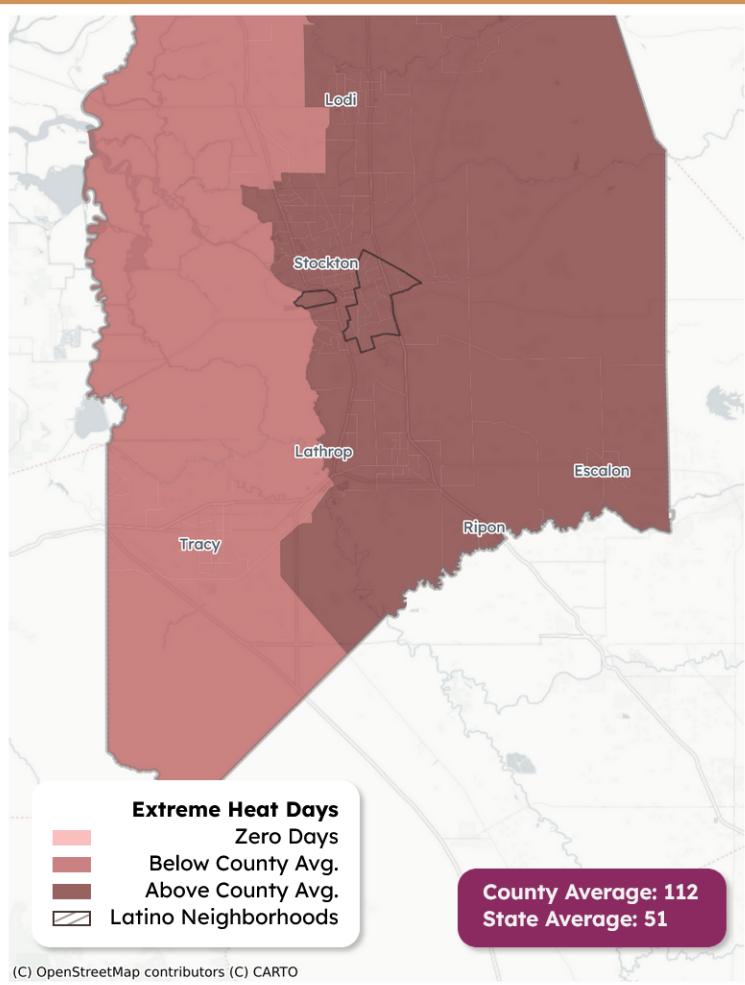 Lodi
Stockton
Lathrop
Escalon
Ripon
Tracy
Extreme Heat Days
Zero Days
Below County Avg.
Above County Avg.
Latino Neighborhoods
County Average: 112
State Average: 51
(C) OpenStreetMap contributors (C) CARTO